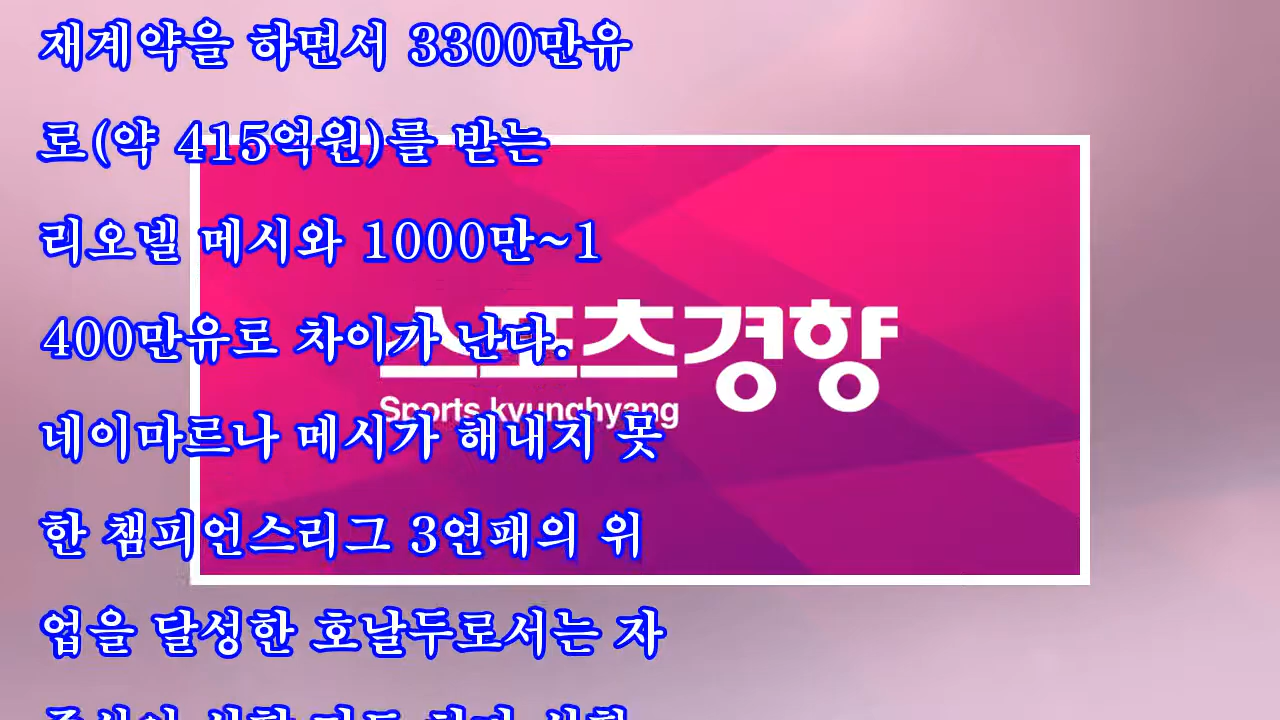 재계약을 하면서 3300만유
로(약 415억원)를 받는
리오넬 메시와 1000만~1
400만유로 차이가 난다.
네이마르나 메시가 해내지 못
한 챔피언스리그 3연패의 위
업을 달성한 호날두로서는 자
스포츠경향
Sports kyunghyang